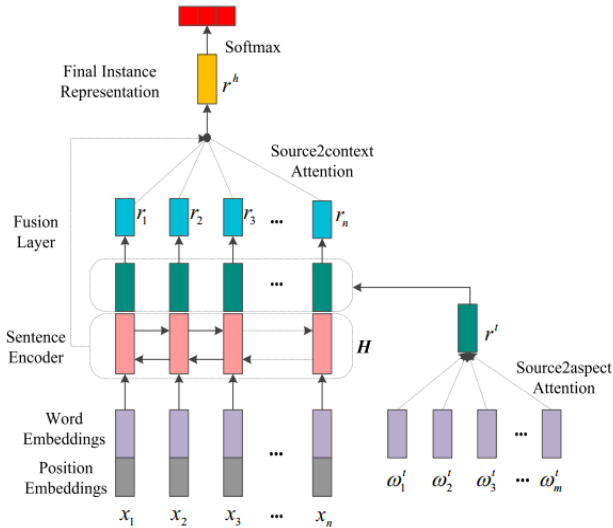 Softmax
Final Instance
Representation
r^h
Source2context
Attention
r_1 r_2 r_3 ... r_n
Fusion
Layer
...
Sentence
Encoder
H
r^t
Source2aspect
Attention
Word
Embeddings
...
Position
Embeddings
...
ω_1^t ω_2^t ω_3^t ... ω_m^t
x_1 x_2 x_3 ... x_n